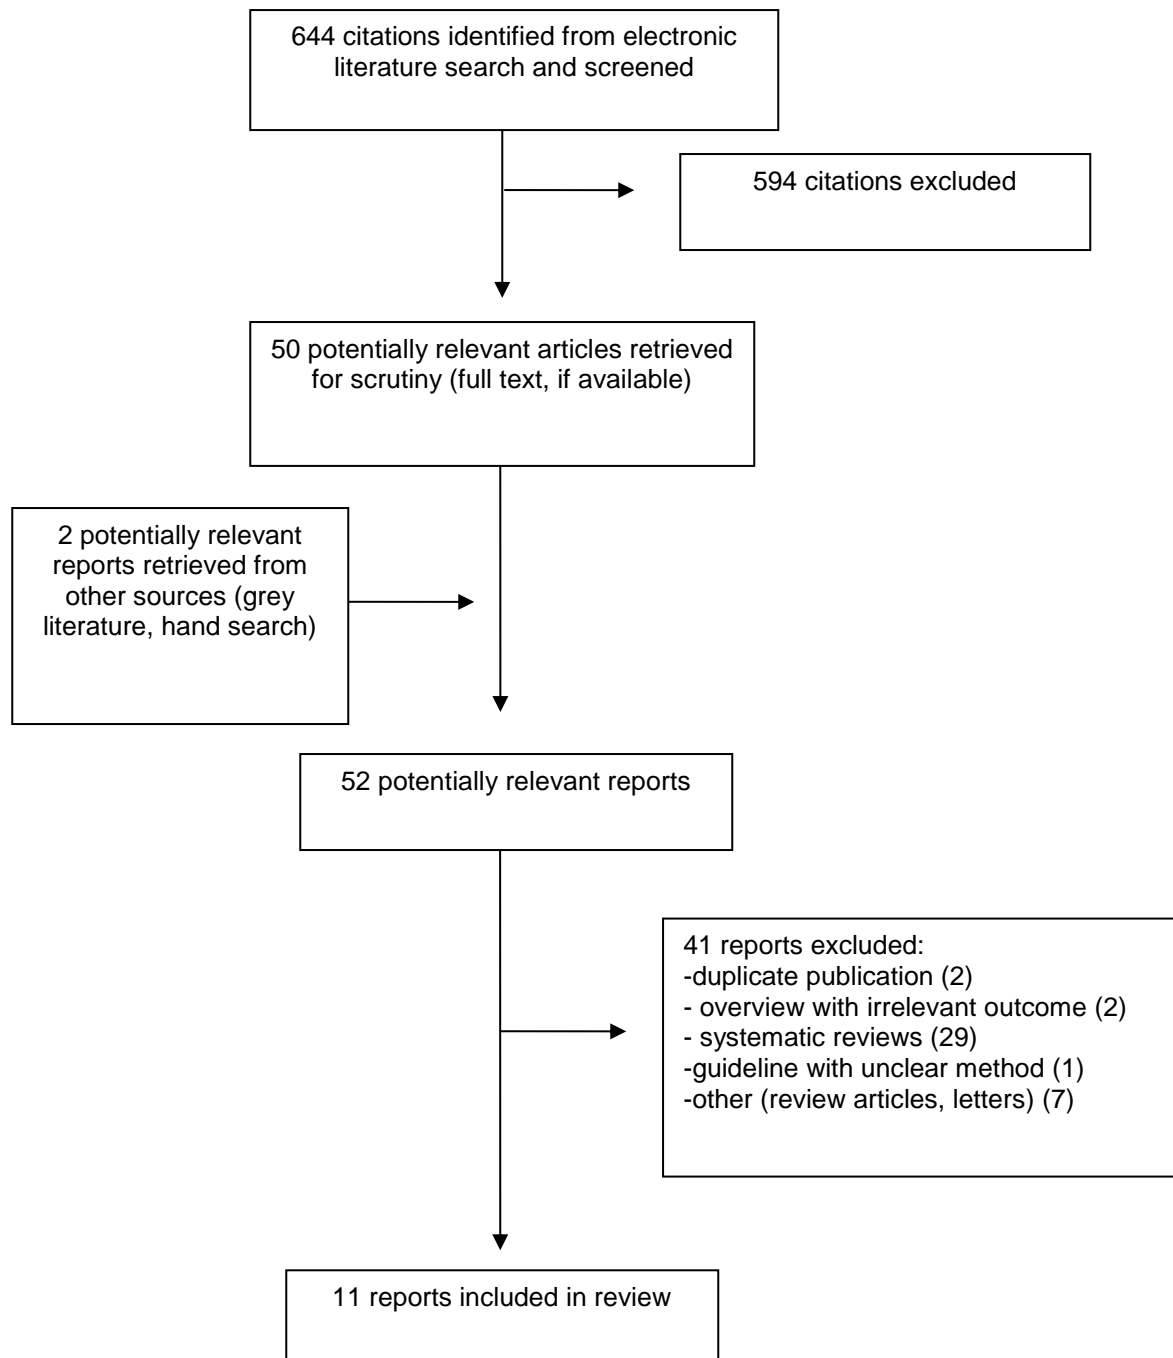 644 citations identified from electronic
literature search and screened
594 citations excluded
50 potentially relevant articles retrieved
for scrutiny (full text, if available)
2 potentially relevant
reports retrieved from
other sources (grey
literature, hand search)
52 potentially relevant reports
41 reports excluded:
-duplicate publication (2)
- overview with irrelevant outcome (2)
- systematic reviews (29)
-guideline with unclear method (1)
-other (review articles, letters) (7)
11 reports included in review